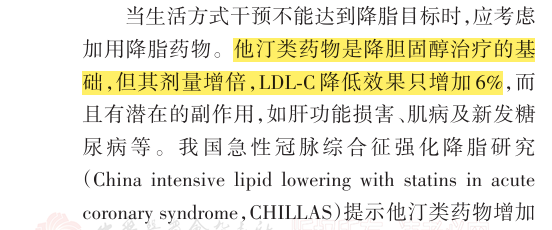 当生活方式干预不能达到降脂目标时,应考虑
加用降脂药物。他汀类药物是降胆固醇治疗的基
础,但其剂量增倍,LDL-C降低效果只增加6%,而
且有潜在的副作用,如肝功能损害、肌病及新发糖
尿病等。我国急性冠脉综合征强化降脂研究
(China intensive lipid lowering with statins in acute
coronary syndrome,CHILLAS)提示他汀类药物增加